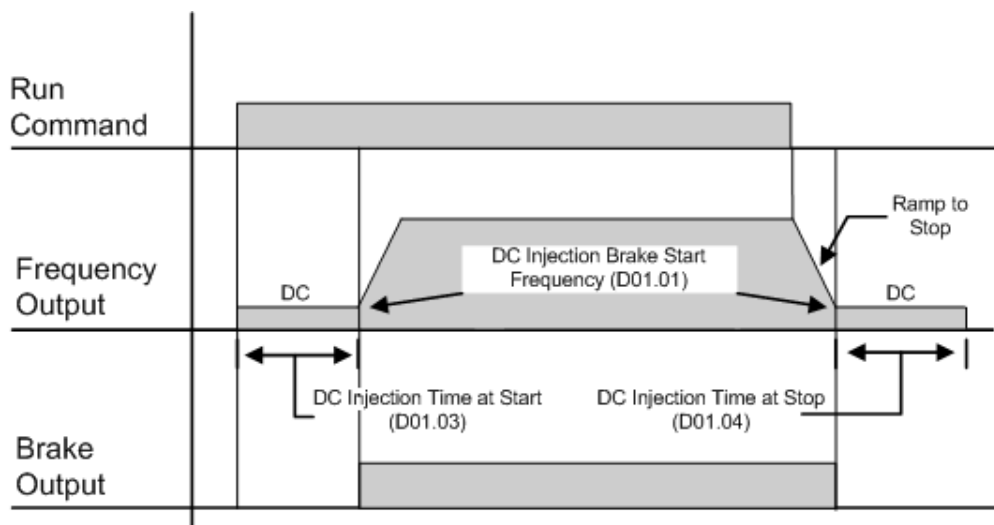 Run
Command
Ramp to
Stop
DC Injection Brake Start
Frequency (D01.01)
Frequency
Output
DC
DC
DC Injection Time at Start
(D01.03)
DC Injection Time at Stop
(D01.04)
Brake
Output